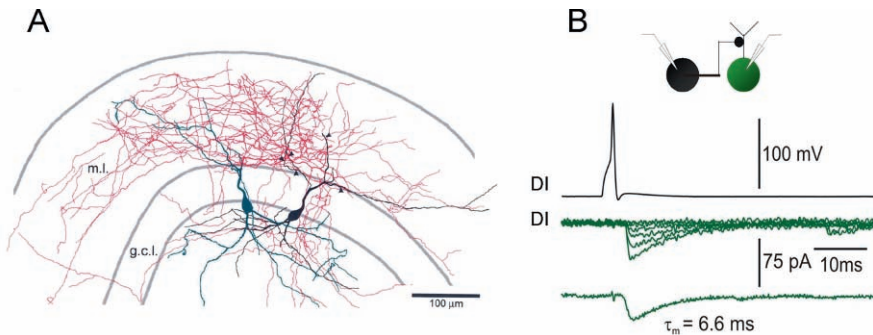 A
m.l.
g.c.l.
100 μm
B
100 mV
DI
DI
75 pA
10ms
τm = 6.6 ms